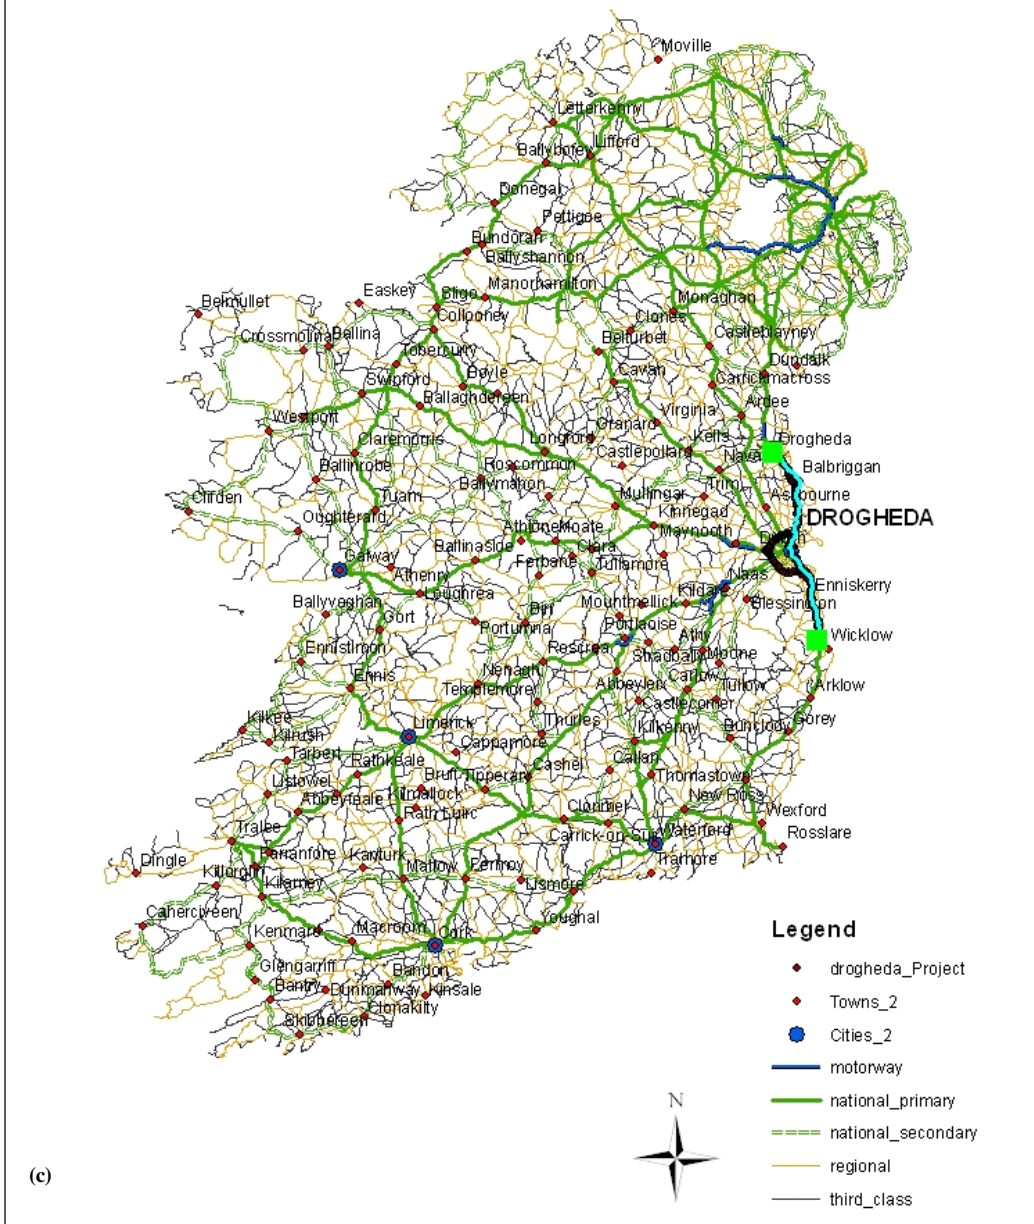 Moville
Letterkenny
Lifford
Ballybofey
Donegal
Pettigoe
Bundoran
Ballyshannon
Manorhamilton
Belmullet
Easkey
Sligo
Monaghan
Collooney
Clones
Crossmolina
Ballina
Belturbet
Castleblayney
Tobercurry
Dundalk
Swinford
Boyle
Cavan
Carrickmacross
Ballaghdereen
Ardee
Westport
Granard
Virginia
Claremorris
Longford
Kells
Drogheda
Castlepollard
Ballinrobe
Roscommon
Balbriggan
Ballymahon
Trim
Clifden
Tuam
Mullingar
Oughterard
Kinnegad
DROGHEDA
Athlone
Moate
Maynooth
Ballinasloe
Clara
Galway
Ferbane
Tullamore
Athenry
Naas
Loughrea
Kildare
Enniskerry
Ballyvaghan
Birr
Mountmellick
Blessington
Gort
Portumna
Portlaoise
Athy
Wicklow
Ennistimon
Roscrea
Stradbally
Nenagh
Ennis
Templemore
Abbeyleix
Carlow
Tullow
Arklow
Castlecomer
Kilkee
Limerick
Thurles
Bunclody
Gorey
Kilrush
Kilkenny
Tarbert
Cappamore
Rathkeale
Cashel
Callan
Listowel
Bruff
Tipperary
Thomastown
Abbeyfeale
Kilmallock
New Ross
Rath Luirc
Clonmel
Wexford
Tralee
Carrick-on-Suir
Waterford
Rosslare
Dingle
Farranfore
Kanturk
Mallow
Fermoy
Tramore
Killorglin
Kilarney
Lismore
Caherciveen
Youghal
Kenmare
Macroom
Cork
Glengarriff
Bandon
Bantry
Dunmanway
Kinsale
Clonakilty
Skibbereen
Legend
drogheda_Project
Towns_2
Cities_2
motorway
national_primary
national_secondary
regional
third_class
N
(c)